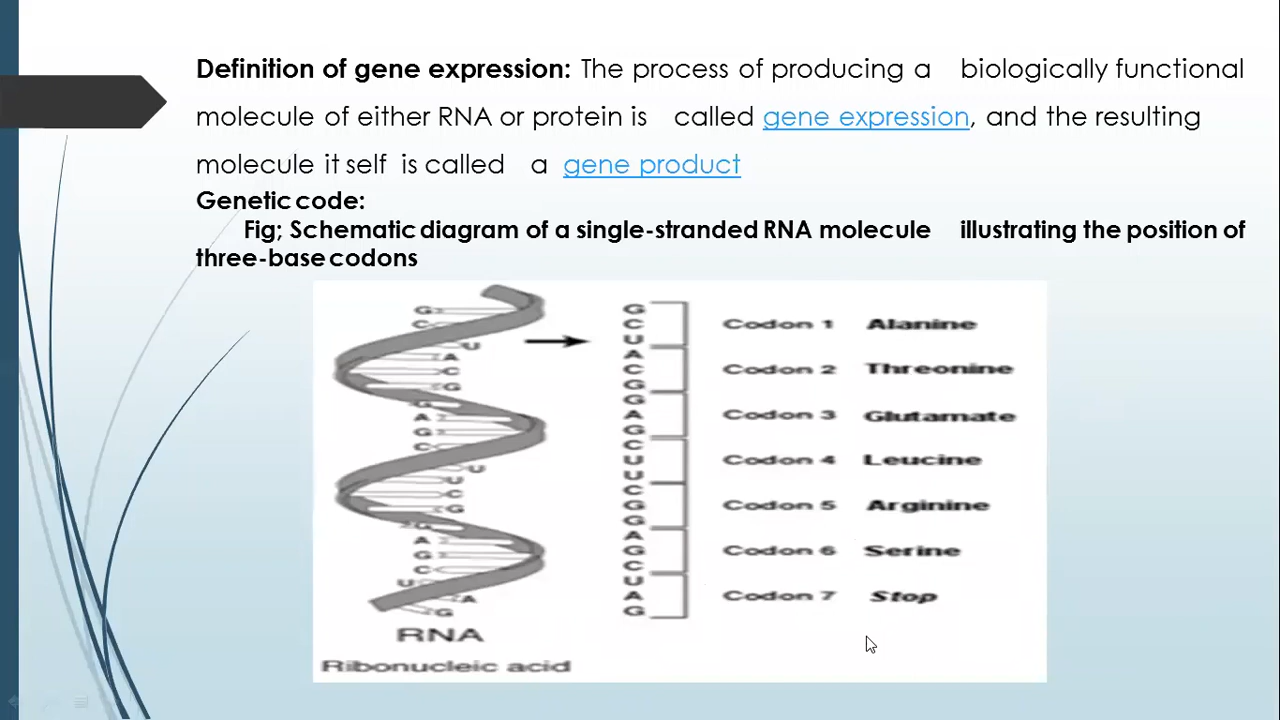 Definition of gene expression: The process of producing a biologically functional
molecule of either RNA or protein is called gene expression, and the resulting
molecule it self is called a gene product
Genetic code:
Fig; Schematic diagram of a single-stranded RNA molecule illustrating the position of
three-base codons
G
C
U
A
C
G
G
A
G
C
U
U
C
G
G
A
G
C
U
A
G
RNA
Ribonucleic acid
G
C
U
Codon 1 Alanine
A
C
G
Codon 2 Threonine
G
A
G
Codon 3 Glutamate
C
U
U
Codon 4 Leucine
C
G
G
Codon 5 Arginine
A
G
C
Codon 6 Serine
U
A
G
Codon 7 Stop